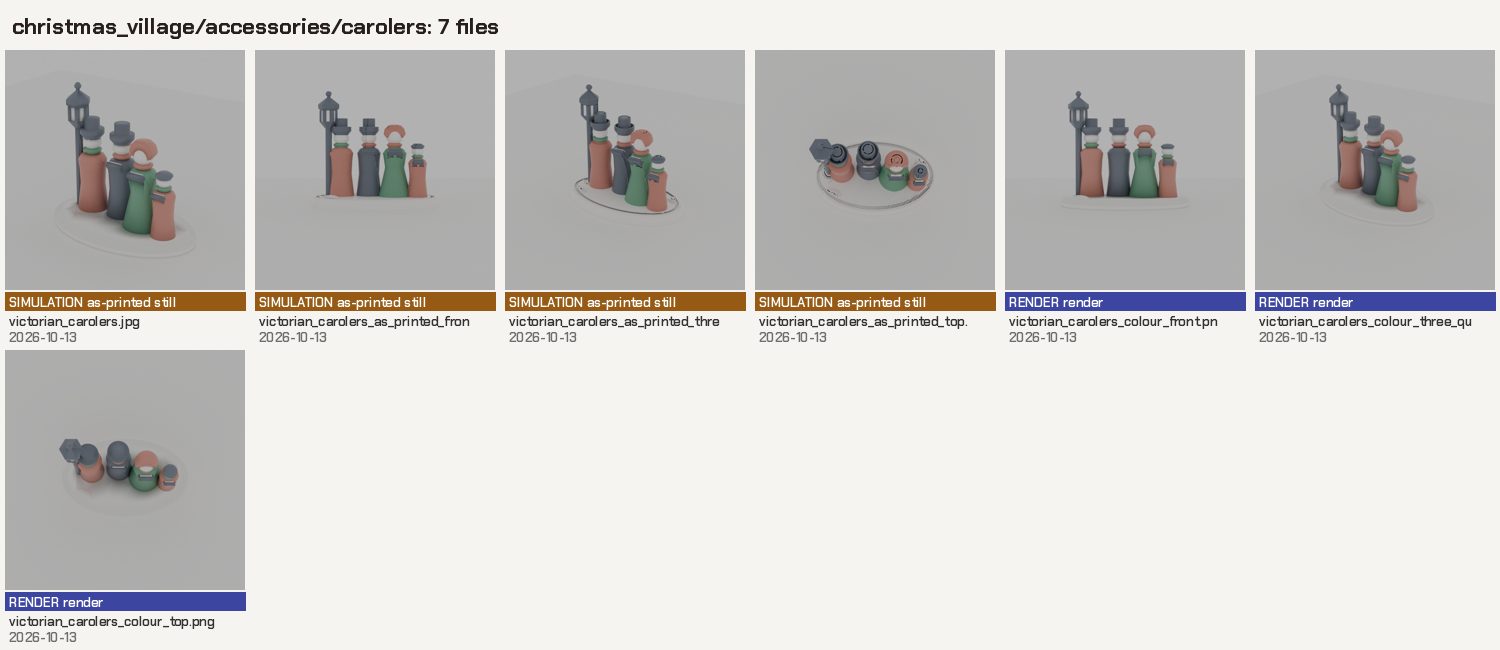 christmas_village/accessories/carolers: 7 files
SIMULATION as-printed still
victorian_carolers.jpg
2026-10-13
SIMULATION as-printed still
victorian_carolers_as_printed_fron
2026-10-13
SIMULATION as-printed still
victorian_carolers_as_printed_thre
2026-10-13
SIMULATION as-printed still
victorian_carolers_as_printed_top.
2026-10-13
RENDER render
victorian_carolers_colour_front.pn
2026-10-13
RENDER render
victorian_carolers_colour_three_qu
2026-10-13
RENDER render
victorian_carolers_colour_top.png
2026-10-13